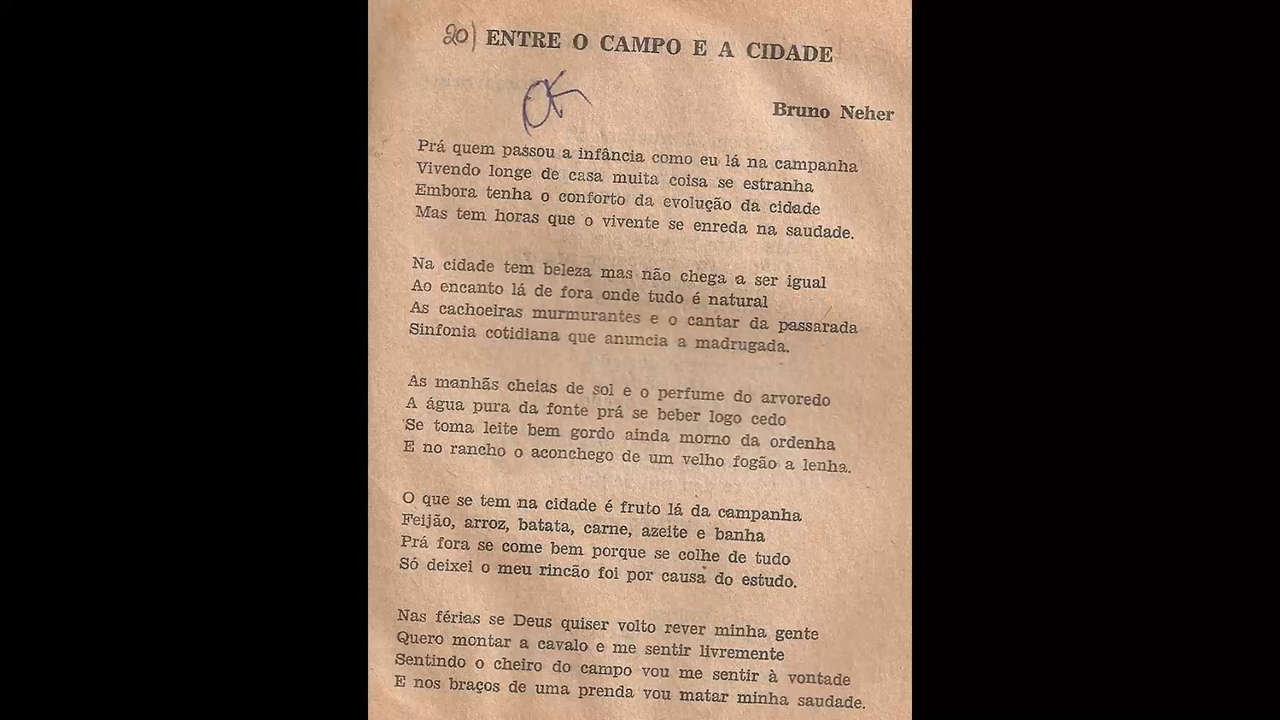 20) ENTRE O CAMPO E A CIDADE
OK
Bruno Neher
Prá quem passou a infância como eu lá na campanha
Vivendo longe de casa muita coisa se estranha
Embora tenha o conforto da evolução da cidade
Mas tem horas que o vivente se enreda na saudade.
Na cidade tem beleza mas não chega a ser igual
Ao encanto lá de fora onde tudo é natural
As cachoeiras murmurantes e o cantar da passarada
Sinfonia cotidiana que anuncia a madrugada.
As manhãs cheias de sol e o perfume do arvoredo
A água pura da fonte prá se beber logo cedo
Se toma leite bem gordo ainda morno da ordenha
E no rancho o aconchego de um velho fogão a lenha.
O que se tem na cidade é fruto lá da campanha
Feijão, arroz, batata, carne, azeite e banha
Prá fora se come bem porque se colhe de tudo
Só deixei o meu rincão foi por causa do estudo.
Nas férias se Deus quiser volto rever minha gente
Quero montar a cavalo e me sentir livremente
Sentindo o cheiro do campo vou me sentir à vontade
E nos braços de uma prenda vou matar minha saudade.